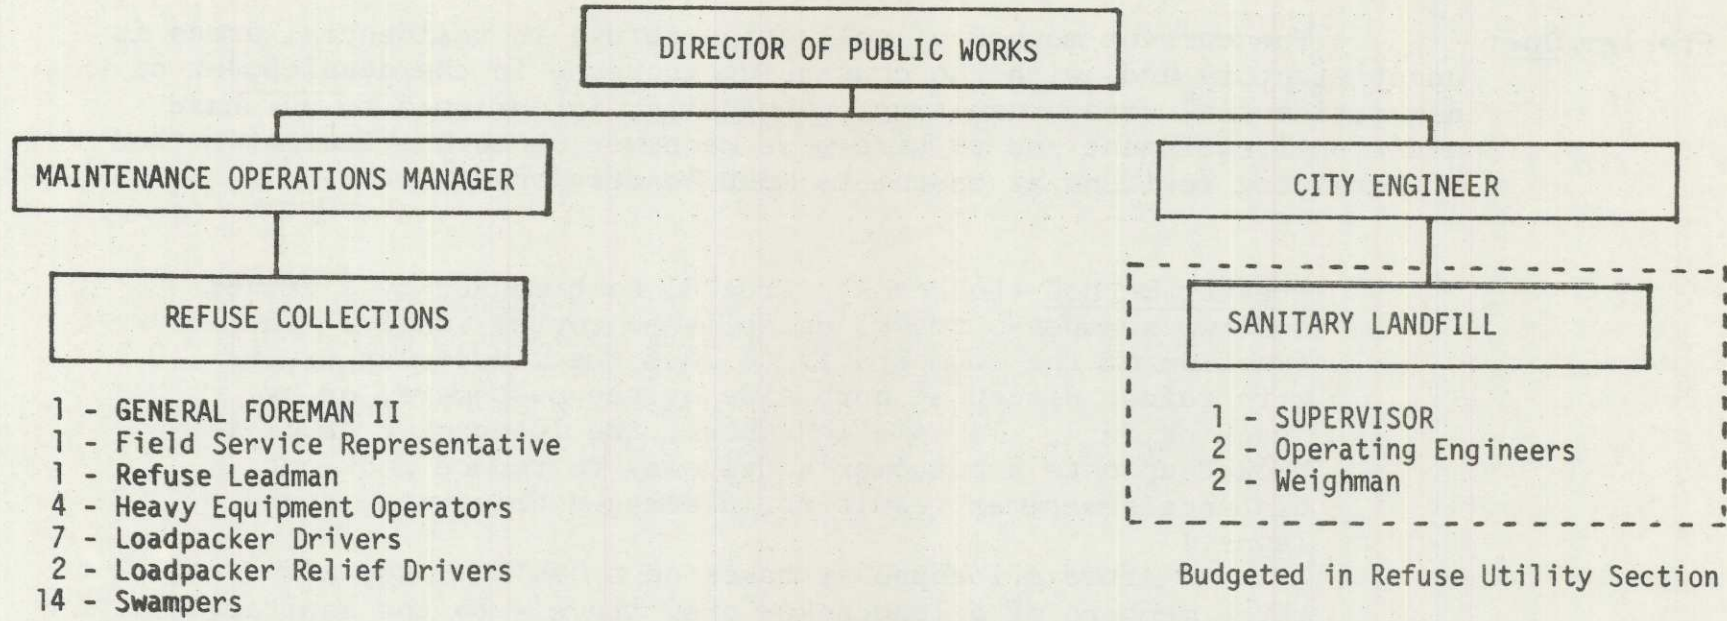 DIRECTOR OF PUBLIC WORKS
MAINTENANCE OPERATIONS MANAGER
CITY ENGINEER
REFUSE COLLECTIONS
SANITARY LANDFILL
1 - GENERAL FOREMAN II
1 - Field Service Representative
1 - Refuse Leadman
4 - Heavy Equipment Operators
7 - Loadpacker Drivers
2 - Loadpacker Relief Drivers
14 - Swampers
1 - SUPERVISOR
2 - Operating Engineers
2 - Weighman
Budgeted in Refuse Utility Section